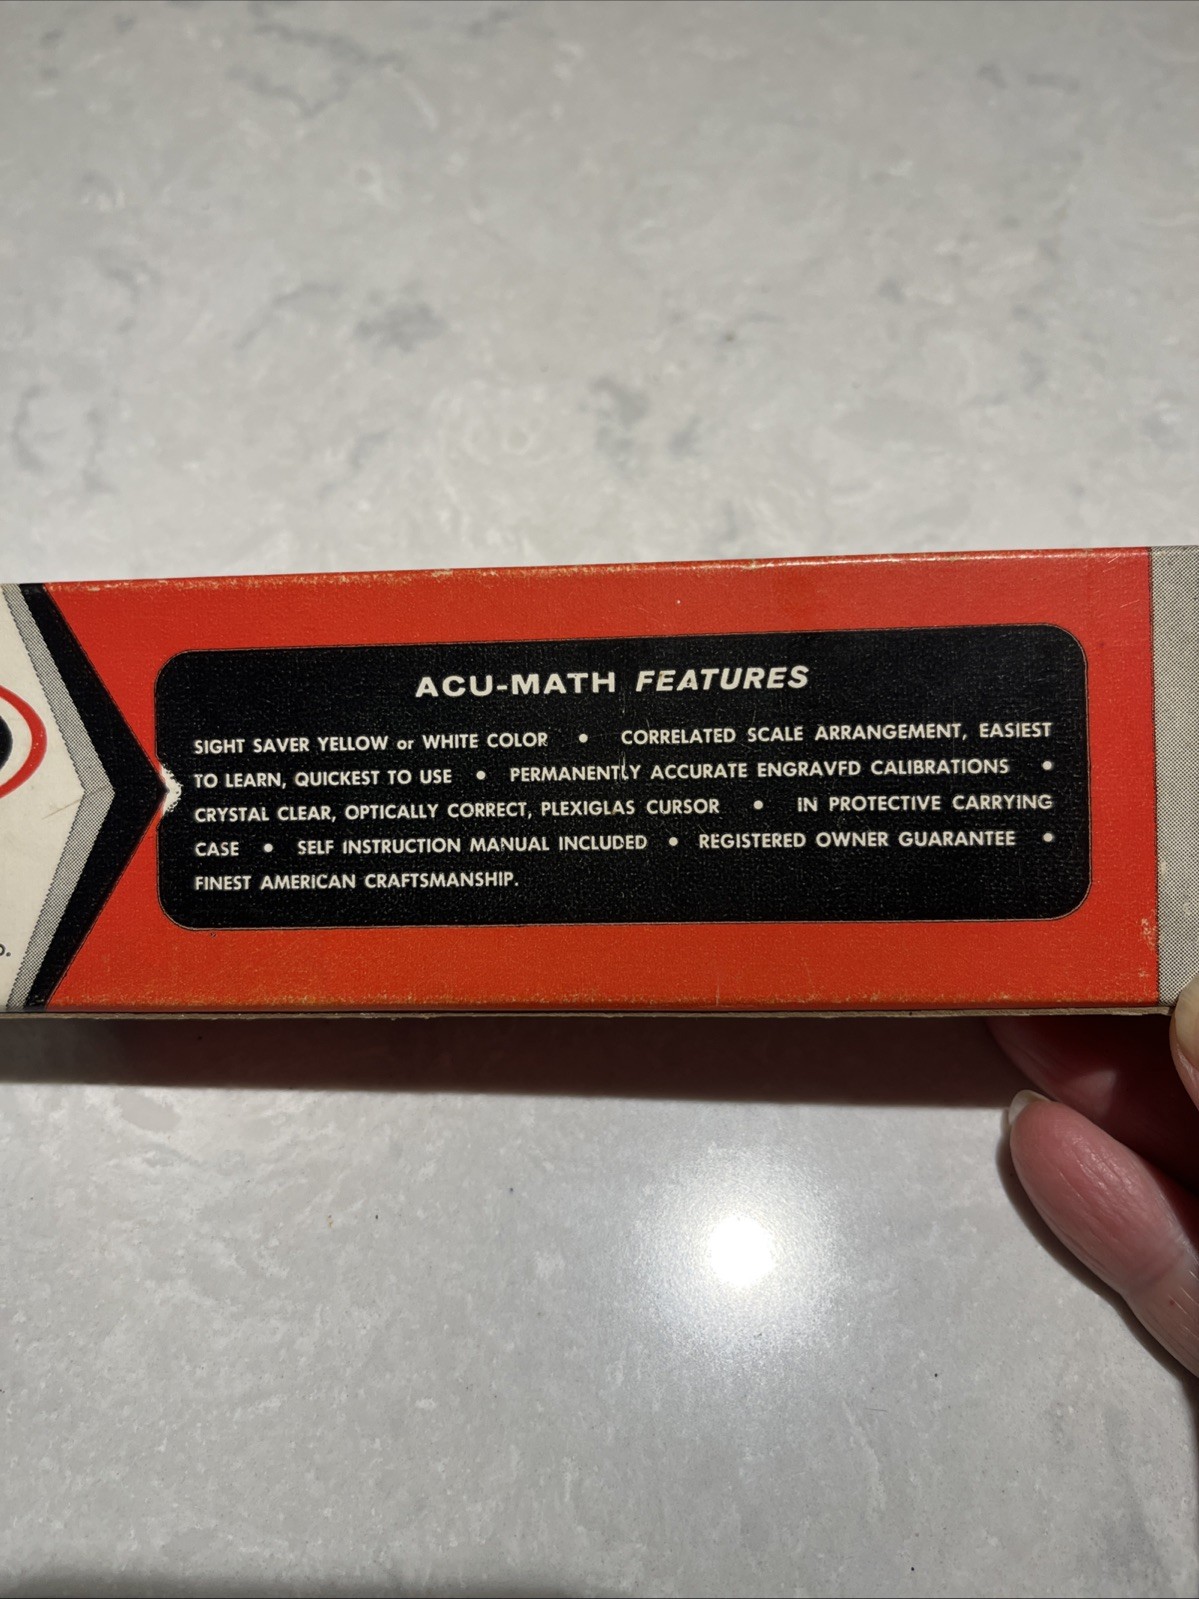 ACU-MATH FEATURES
SIGHT SAVER YELLOW or WHITE COLOR • CORRELATED SCALE ARRANGEMENT, EASIEST
TO LEARN, QUICKEST TO USE • PERMANENTLY ACCURATE ENGRAVED CALIBRATIONS •
CRYSTAL CLEAR, OPTICALLY CORRECT, PLEXIGLAS CURSOR • IN PROTECTIVE CARRYING
CASE • SELF INSTRUCTION MANUAL INCLUDED • REGISTERED OWNER GUARANTEE •
FINEST AMERICAN CRAFTSMANSHIP.